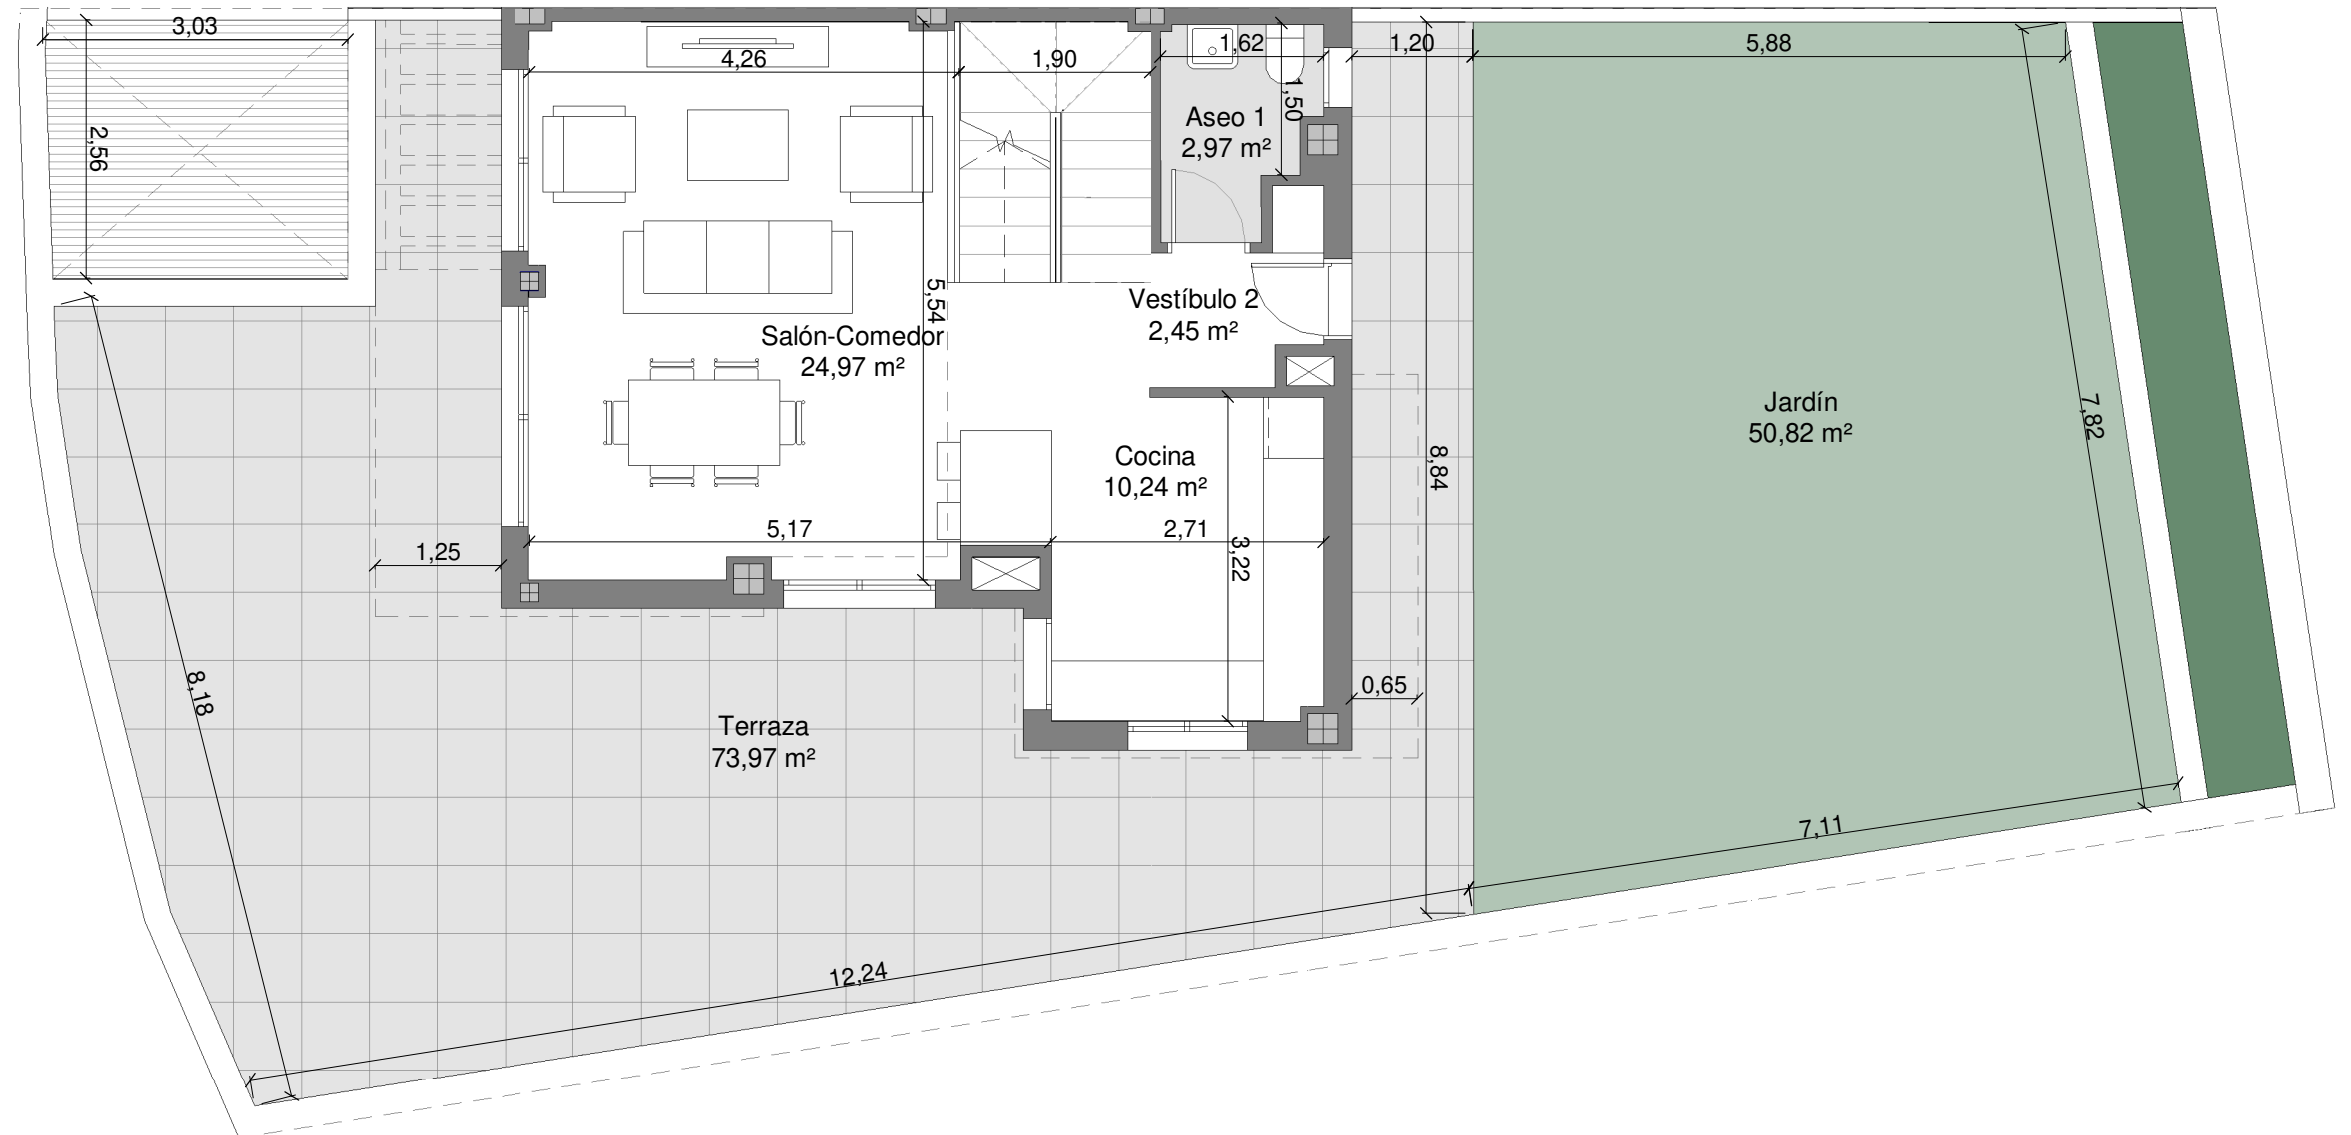 3,03
4,26
1,90
1,62
1,20
5,88
2,56
1,50
Aseo 1
2,97 m²
5,54
Vestíbulo 2
2,45 m²
Salón-Comedor
24,97 m²
Jardín
50,82 m²
7,82
8,84
Cocina
10,24 m²
5,17
2,71
3,22
1,25
8,18
0,65
Terraza
73,97 m²
7,11
12,24